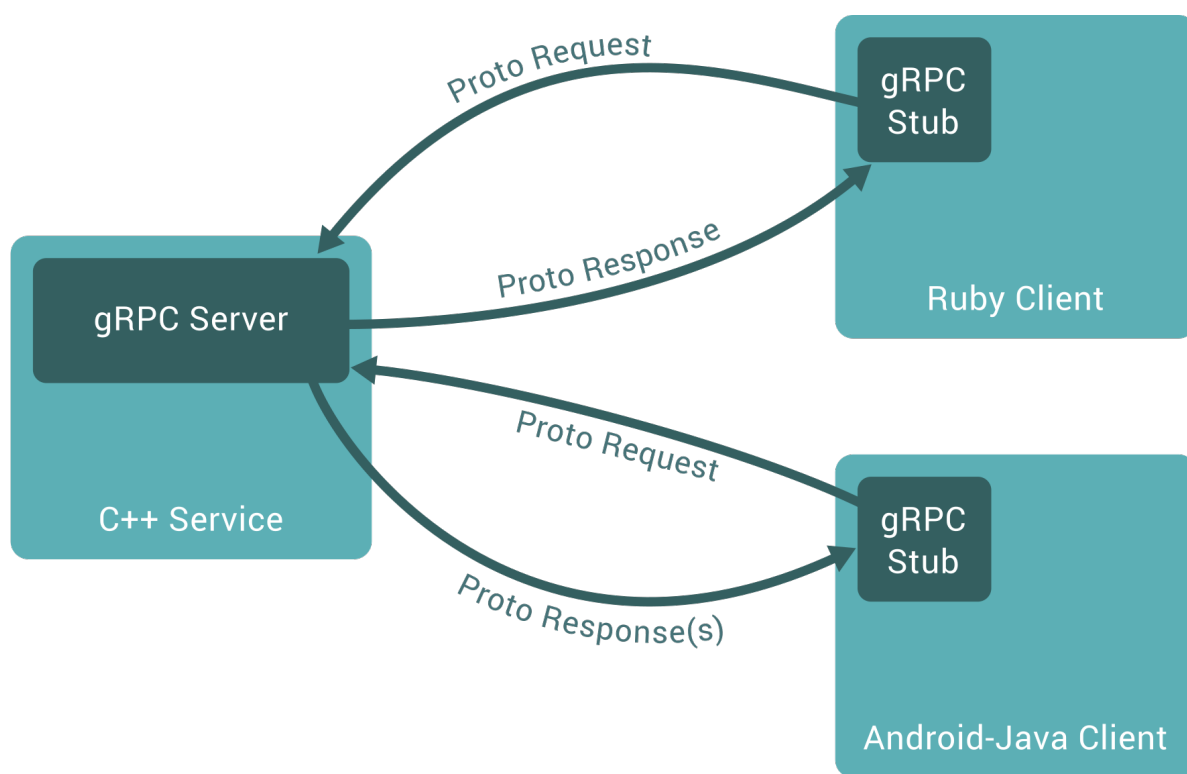 Proto Request
gRPC
Stub
Proto Response
Ruby Client
gRPC Server
C++ Service
Proto Request
gRPC
Stub
Proto Response(s)
Android-Java Client